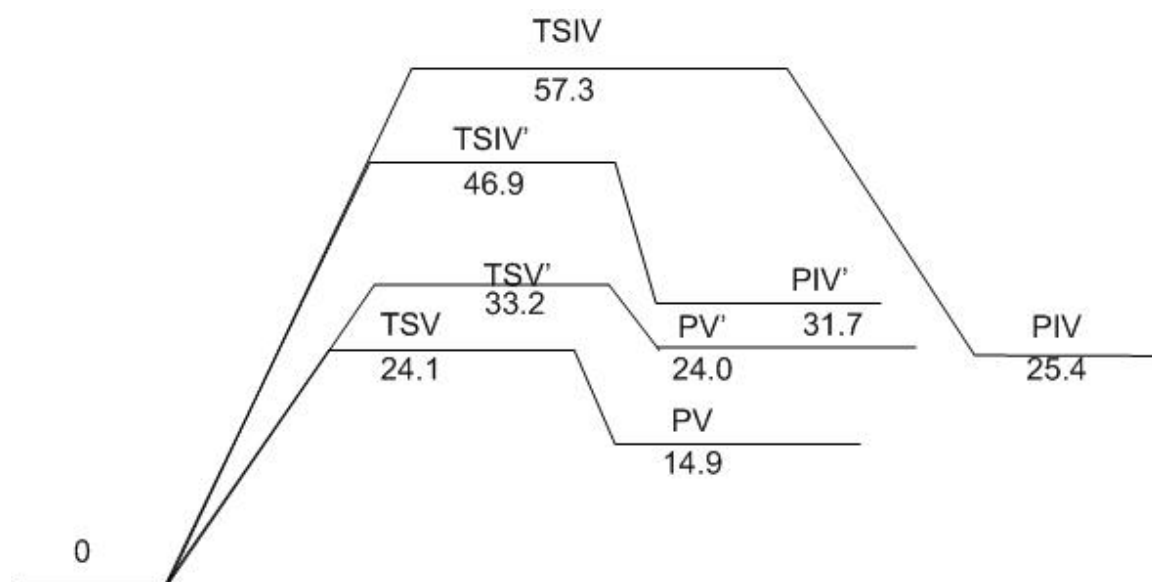 TSIV
57.3
TSIV’
46.9
TSV’
33.2
PIV’
31.7
TSV
24.1
PV’
24.0
PIV
25.4
PV
14.9
0